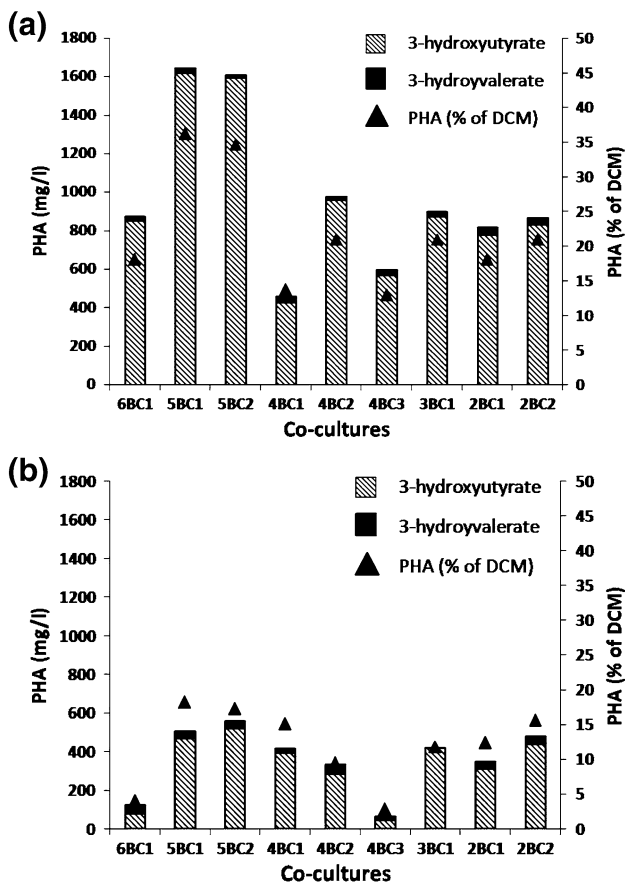 (a)
1800
1600
1400
1200
1000
800
600
400
200
0
PHA (mg/l)
50
45
40
35
30
25
20
15
10
5
0
PHA (% of DCM)
3-hydroxyutyrate
3-hydroyvalerate
PHA (% of DCM)
6BC1 5BC1 5BC2 4BC1 4BC2 4BC3 3BC1 2BC1 2BC2
Co-cultures
(b)
1800
1600
1400
1200
1000
800
600
400
200
0
PHA (mg/l)
50
45
40
35
30
25
20
15
10
5
0
PHA (% of DCM)
3-hydroxyutyrate
3-hydroyvalerate
PHA (% of DCM)
6BC1 5BC1 5BC2 4BC1 4BC2 4BC3 3BC1 2BC1 2BC2
Co-cultures